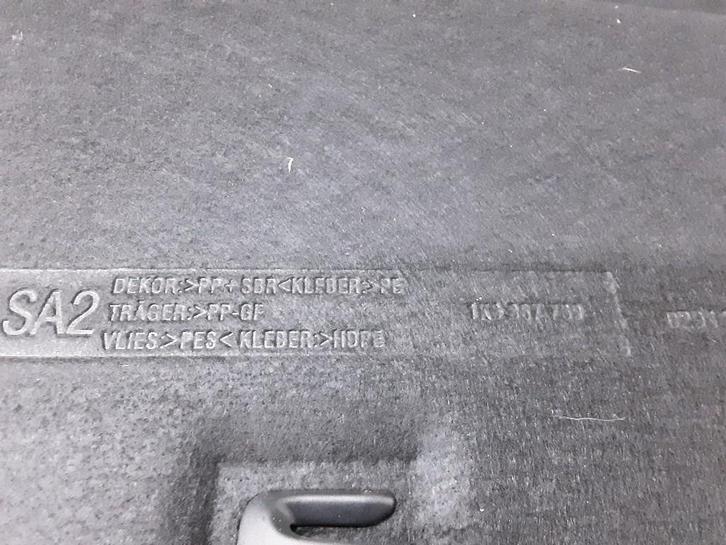 SA2
DEKOR:>PP+SBR<KLEBER:>PE
TRÄGER:>PP-GF
VLIES>PES<KLEBER:>HDPE